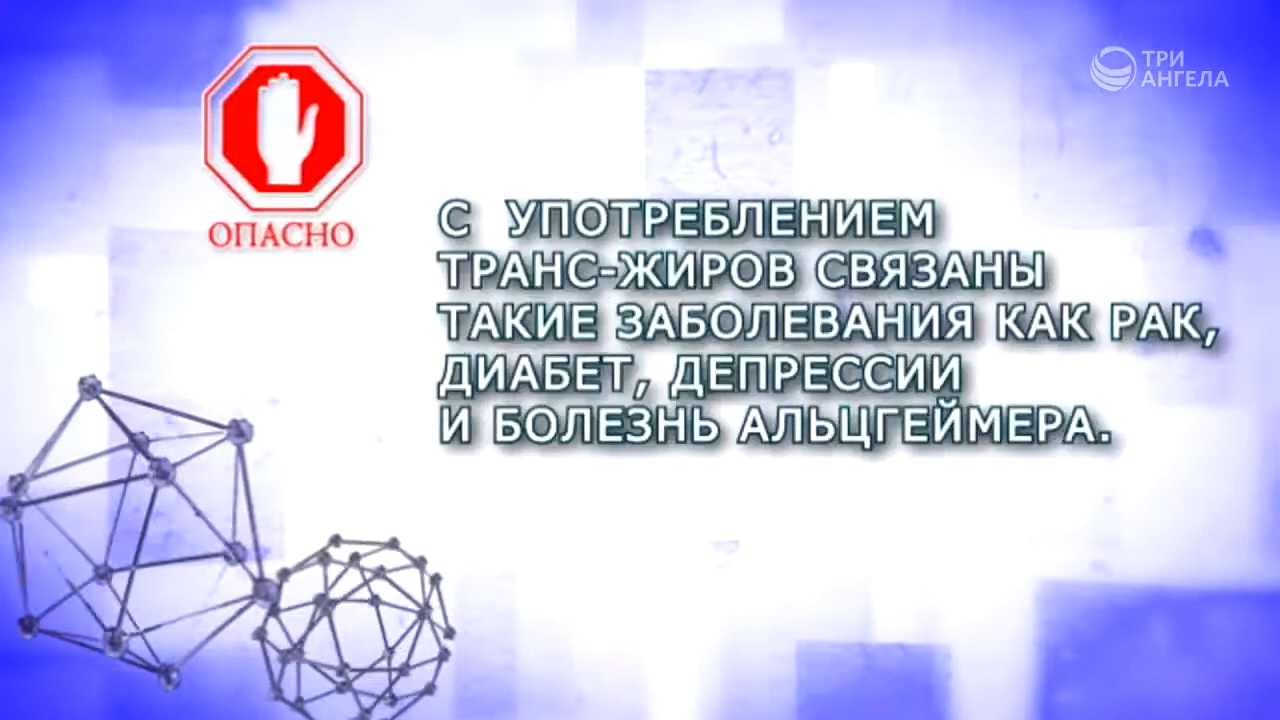 ТРИ
АНГЕЛА
ОПАСНО
С УПОТРЕБЛЕНИЕМ
ТРАНС-ЖИРОВ СВЯЗАНЫ
ТАКИЕ ЗАБОЛЕВАНИЯ КАК РАК,
ДИАБЕТ, ДЕПРЕССИИ
И БОЛЕЗНЬ АЛЬЦГЕЙМЕРА.